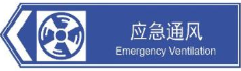 应急通风
Emergency Ventilation